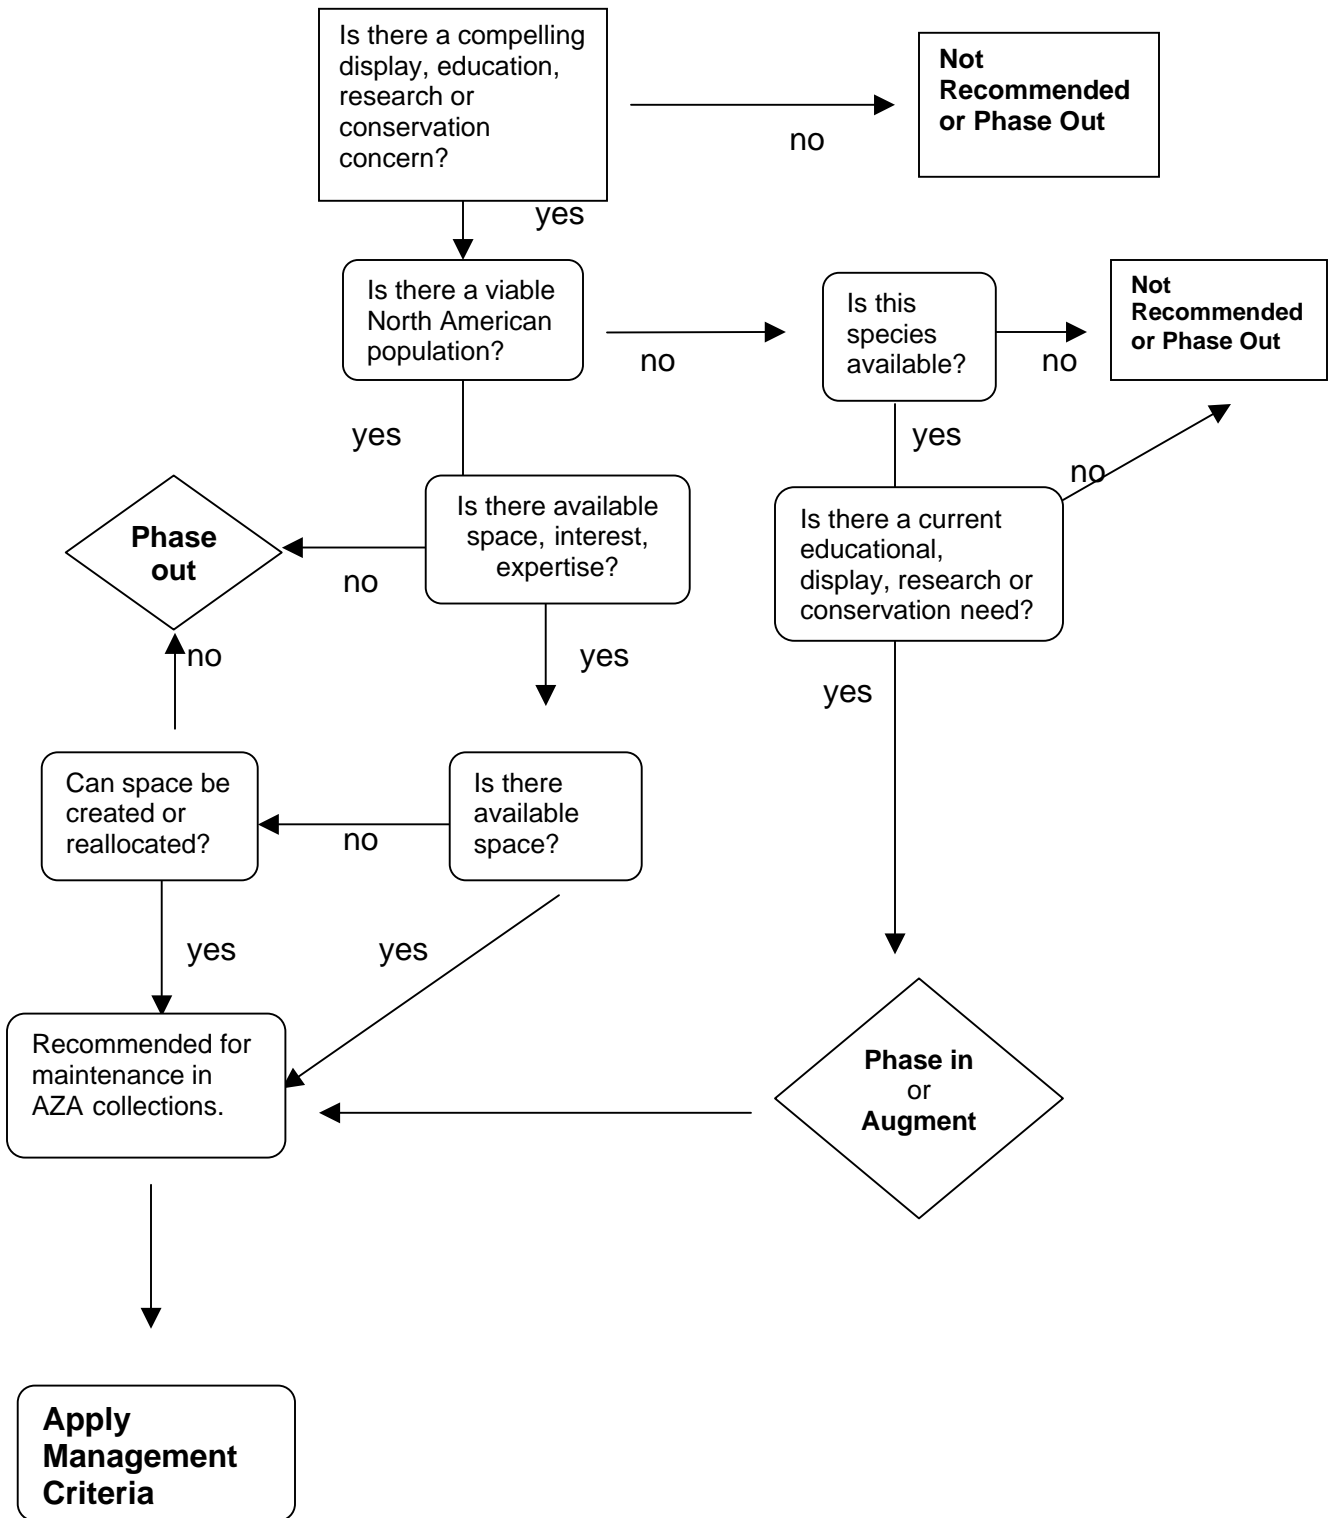 Is there a compelling
display, education,
research or
conservation
concern?
no
Not
Recommended
or Phase Out
yes
Is there a viable
North American
population?
no
Is this
species
available?
no
Not
Recommended
or Phase Out
yes
yes
no
Phase
out
no
Is there available
space, interest,
expertise?
Is there a current
educational,
display, research or
conservation need?
no
yes
yes
Can space be
created or
reallocated?
no
Is there
available
space?
yes
yes
Recommended for
maintenance in
AZA collections.
Phase in
or
Augment
Apply
Management
Criteria